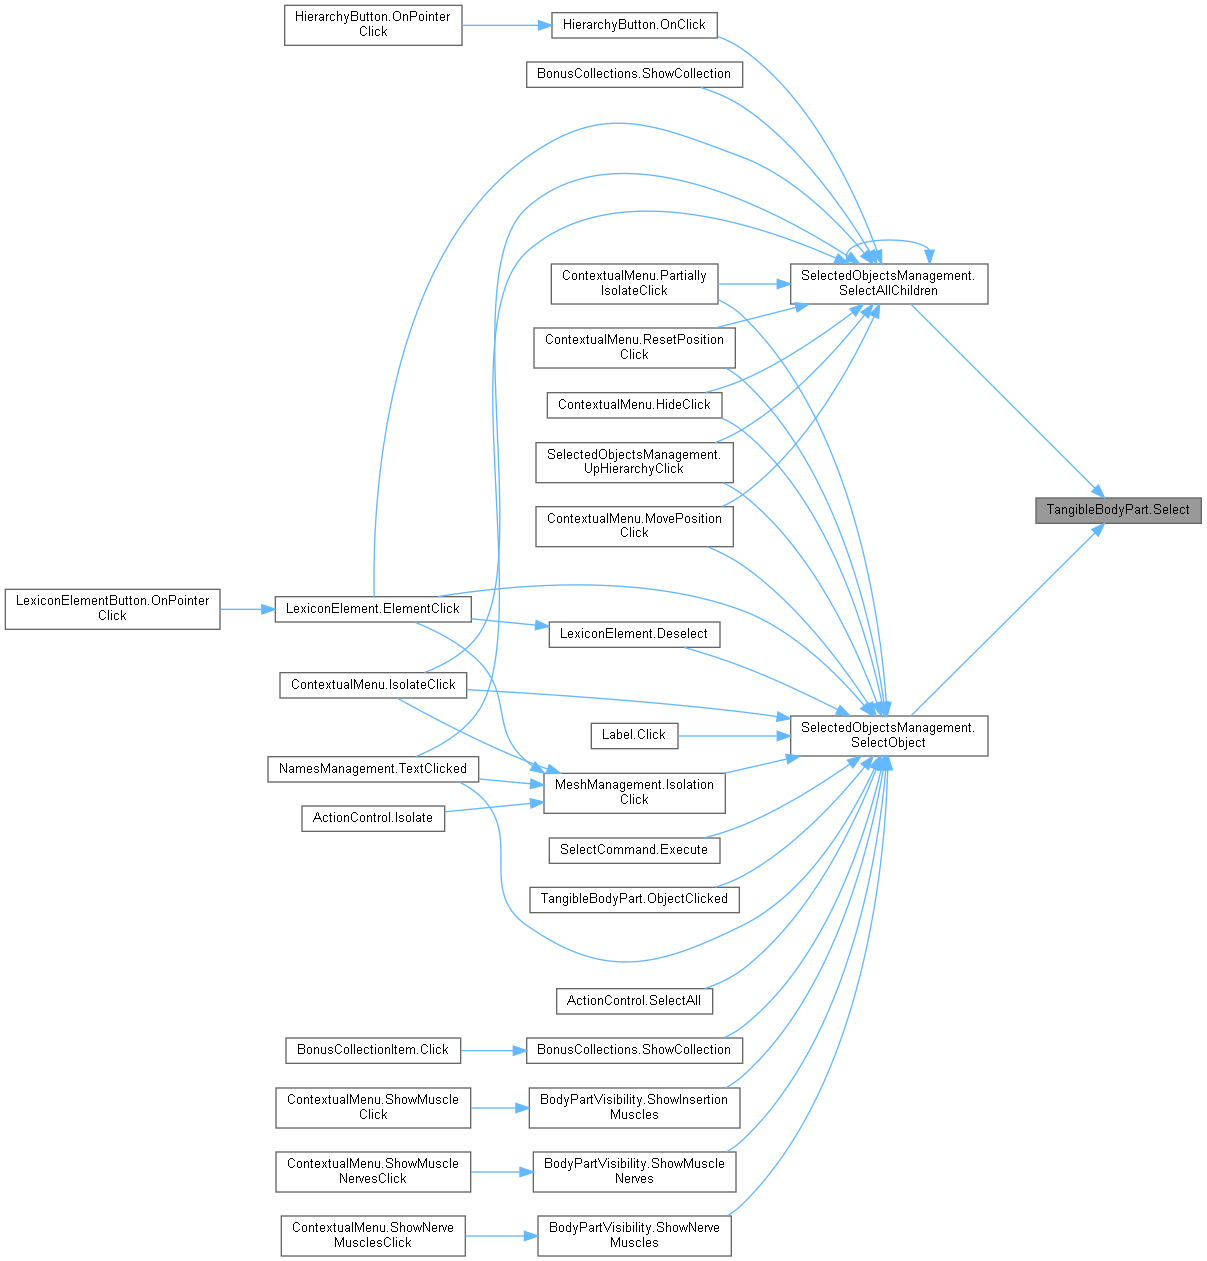 HierarchyButton.OnPointer
Click
HierarchyButton.OnClick
BonusCollections.ShowCollection
ContextualMenu.Partially
IsolateClick
SelectedObjectsManagement.
SelectAllChildren
ContextualMenu.ResetPosition
Click
ContextualMenu.HideClick
SelectedObjectsManagement.
UpHierarchyClick
TangibleBodyPart.Select
ContextualMenu.MovePosition
Click
LexiconElementButton.OnPointer
Click
LexiconElement.ElementClick
LexiconElement.Deselect
ContextualMenu.IsolateClick
SelectedObjectsManagement.
SelectObject
Label.Click
NamesManagement.TextClicked
MeshManagement.Isolation
Click
ActionControl.Isolate
SelectCommand.Execute
TangibleBodyPart.ObjectClicked
ActionControl.SelectAll
BonusCollectionItem.Click
BonusCollections.ShowCollection
ContextualMenu.ShowMuscle
Click
BodyPartVisibility.ShowInsertion
Muscles
ContextualMenu.ShowMuscle
NervesClick
BodyPartVisibility.ShowMuscle
Nerves
ContextualMenu.ShowNerve
MusclesClick
BodyPartVisibility.ShowNerve
Muscles